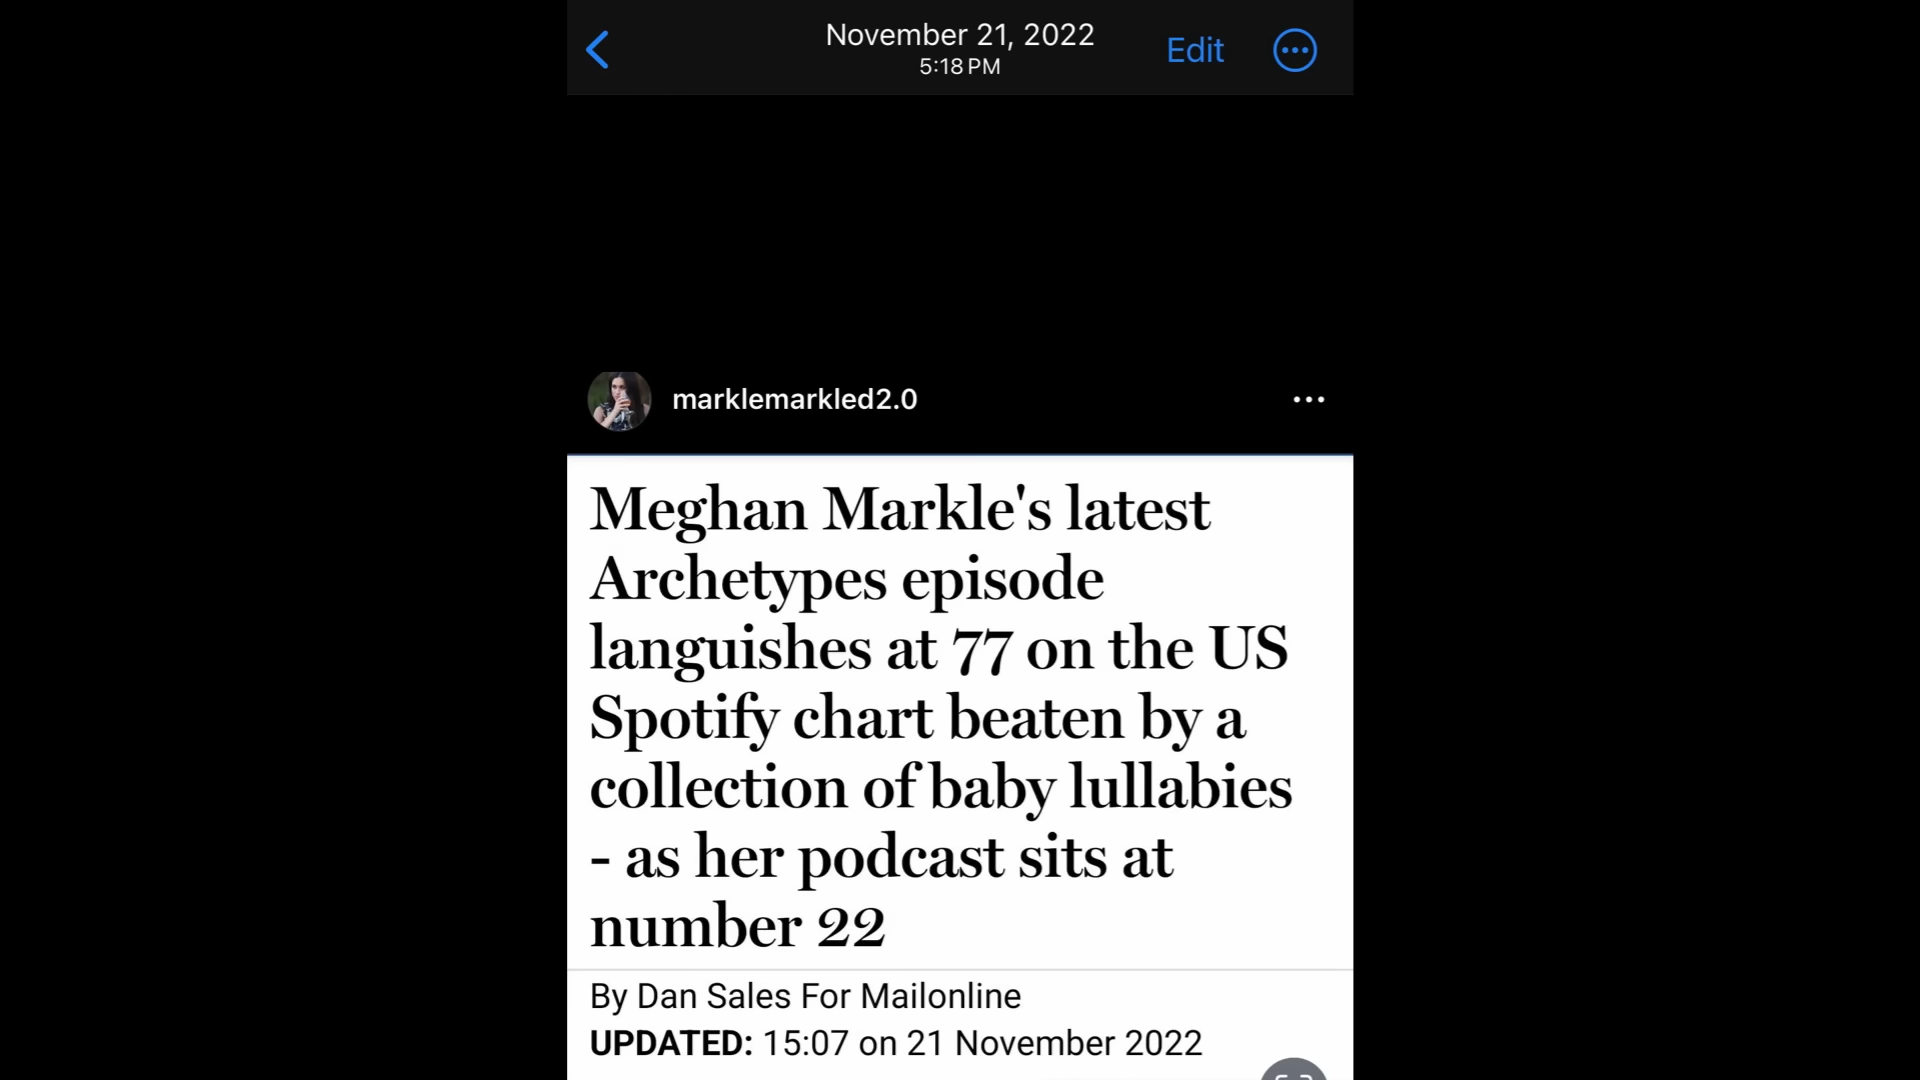 November 21, 2022
5:18 PM
Edit
marklemarkled2.0
Meghan Markle's latest
Archetypes episode
languishes at 77 on the US
Spotify chart beaten by a
collection of baby lullabies
- as her podcast sits at
number 22
By Dan Sales For Mailonline
UPDATED: 15:07 on 21 November 2022